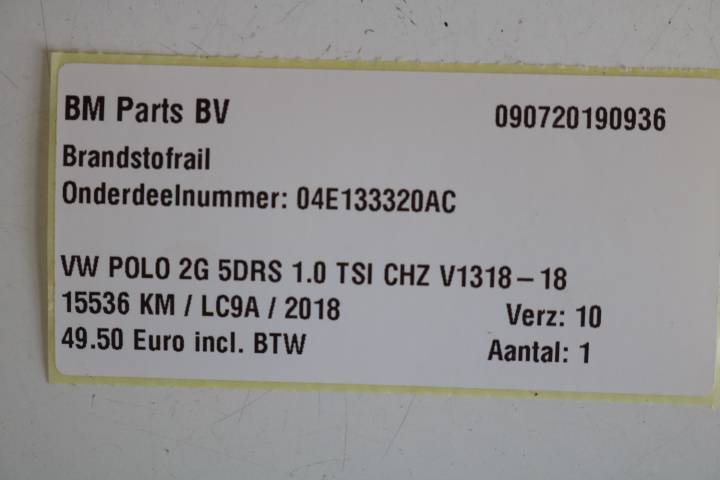 BM Parts BV 090720190936
Brandstofrail
Onderdeelnummer: 04E133320AC
VW POLO 2G 5DRS 1.0 TSI CHZ V1318-18
15536 KM / LC9A / 2018 Verz: 10
49.50 Euro incl. BTW Aantal: 1